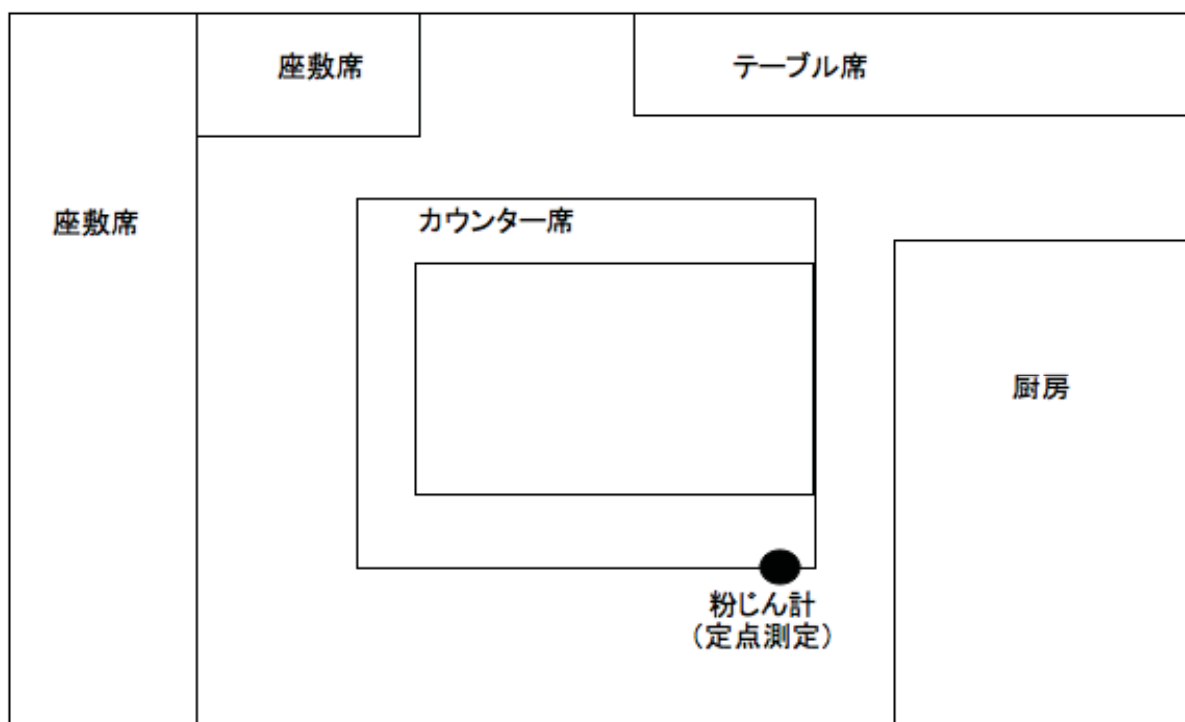 座敷席
テーブル席
座敷席
カウンター席
厨房
粉じん計
(定点測定)